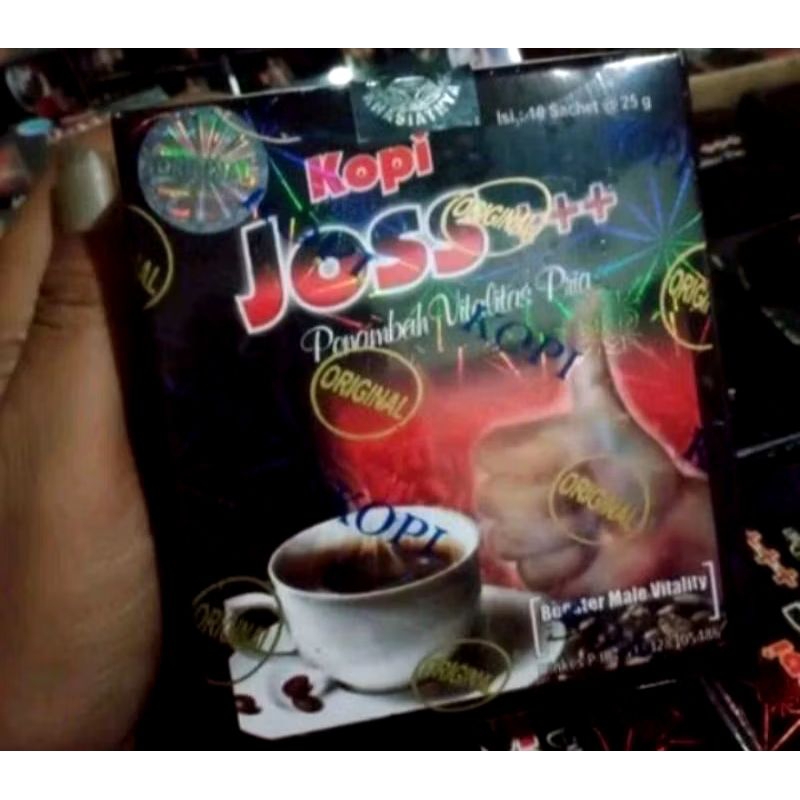 Isi : 10 Sachet @ 25 g
ORIGINAL
Kopi
JOSS +++
ORIGINAL
Penambah Vitalitas Pria
ORIGINAL
KOPI
ORIGINAL
ORIGINAL
KOPI
Booster Male Vitality
ORIGINAL
ORIGINAL